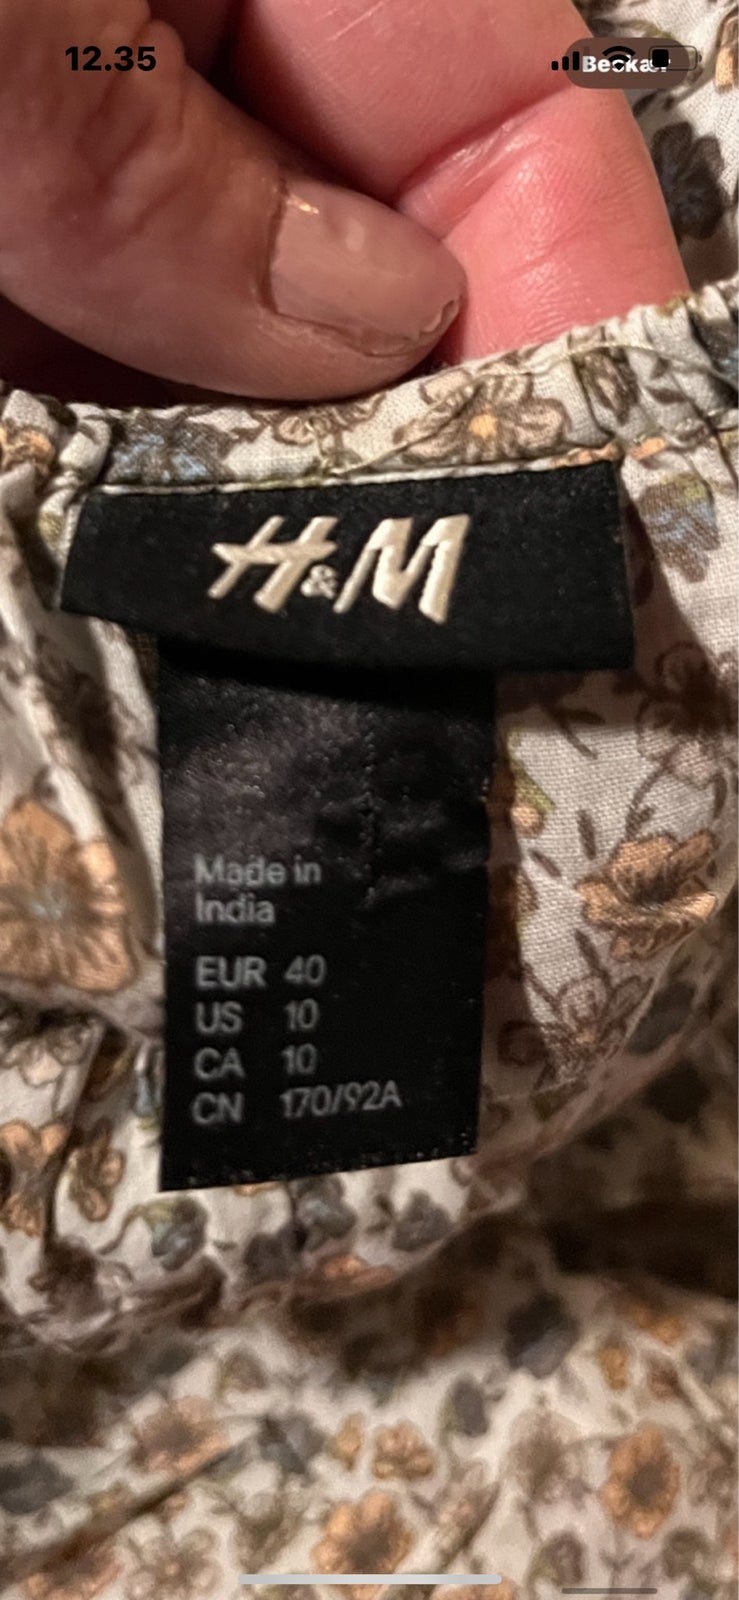 12.35
H&M
Made in
India
EUR 40
US 10
CA 10
CN 170/92A